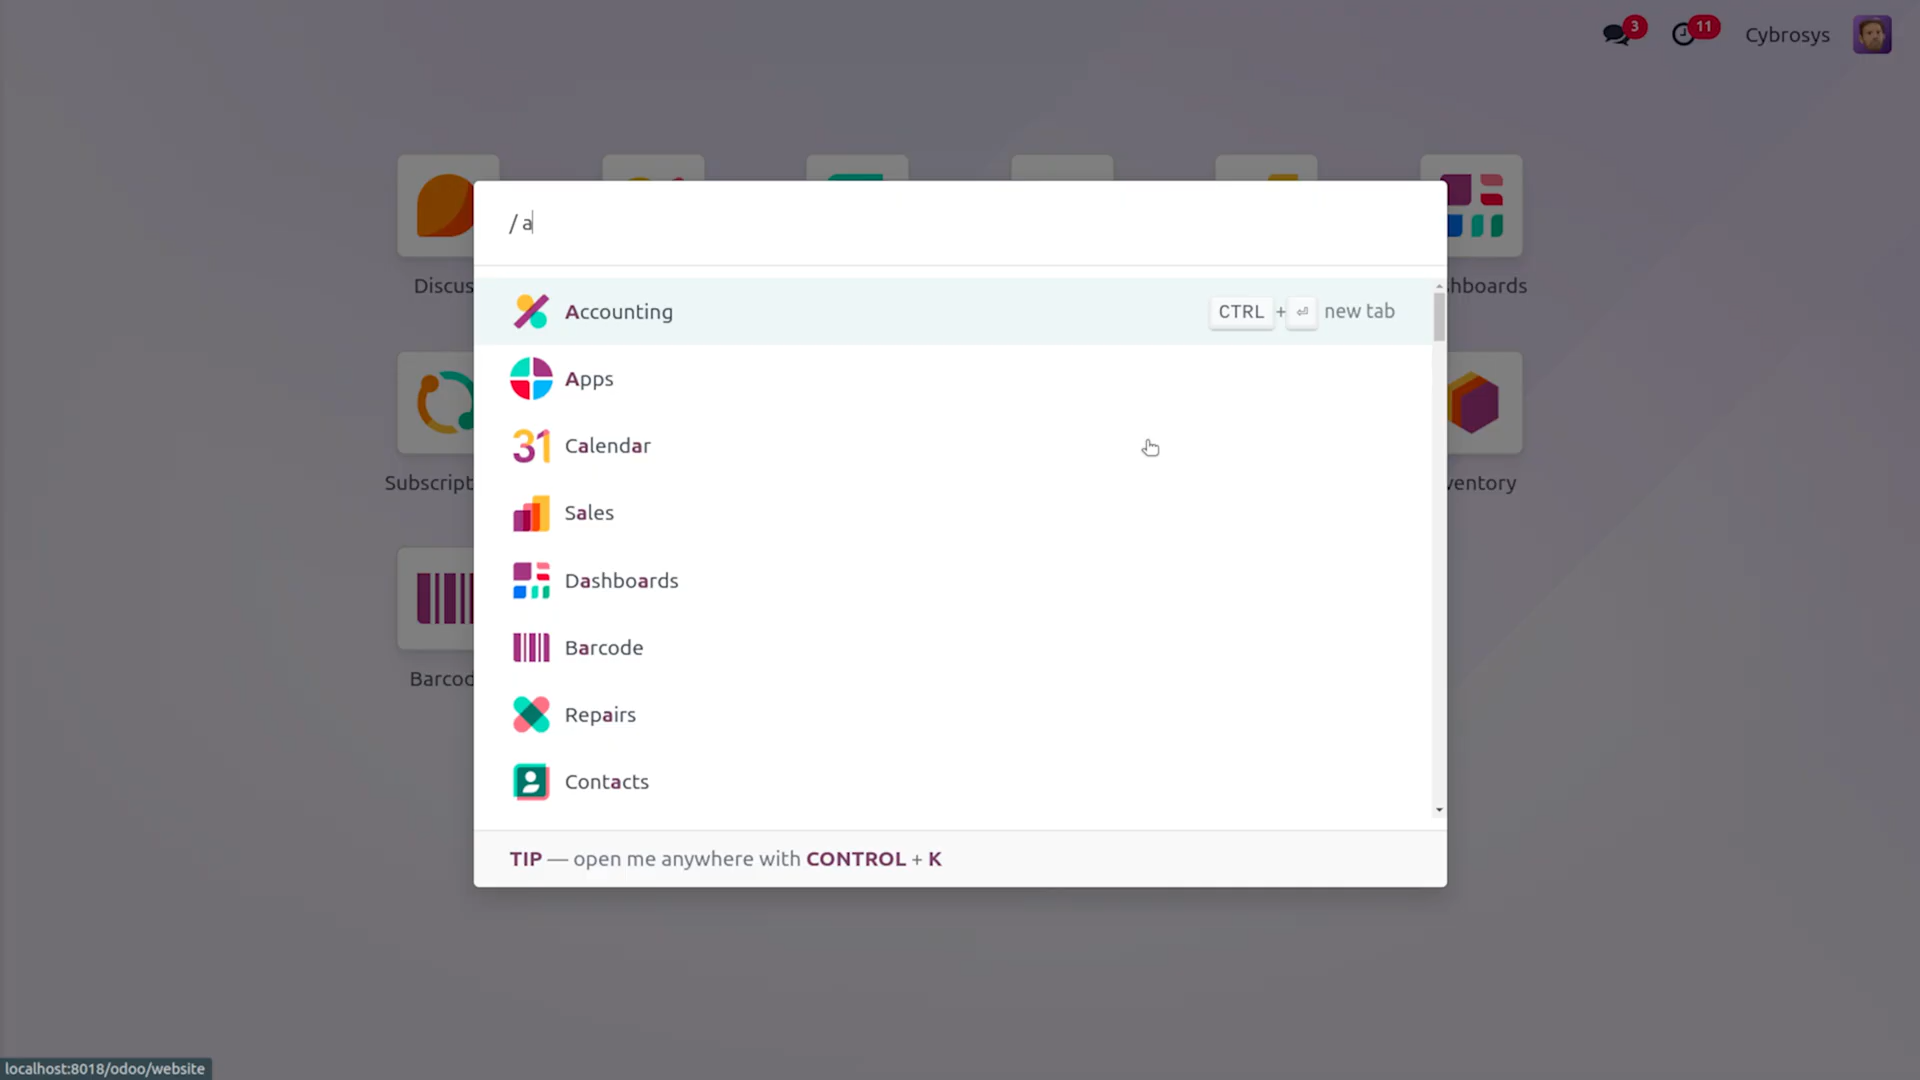 3
11
Cybrosys
/ a
Discus
hboards
Accounting
CTRL + ⏎ new tab
Apps
31
Calendar
Subscript
ventory
Sales
Dashboards
Barcode
Barcod
Repairs
Contacts
TIP — open me anywhere with CONTROL + K
localhost:8018/odoo/website